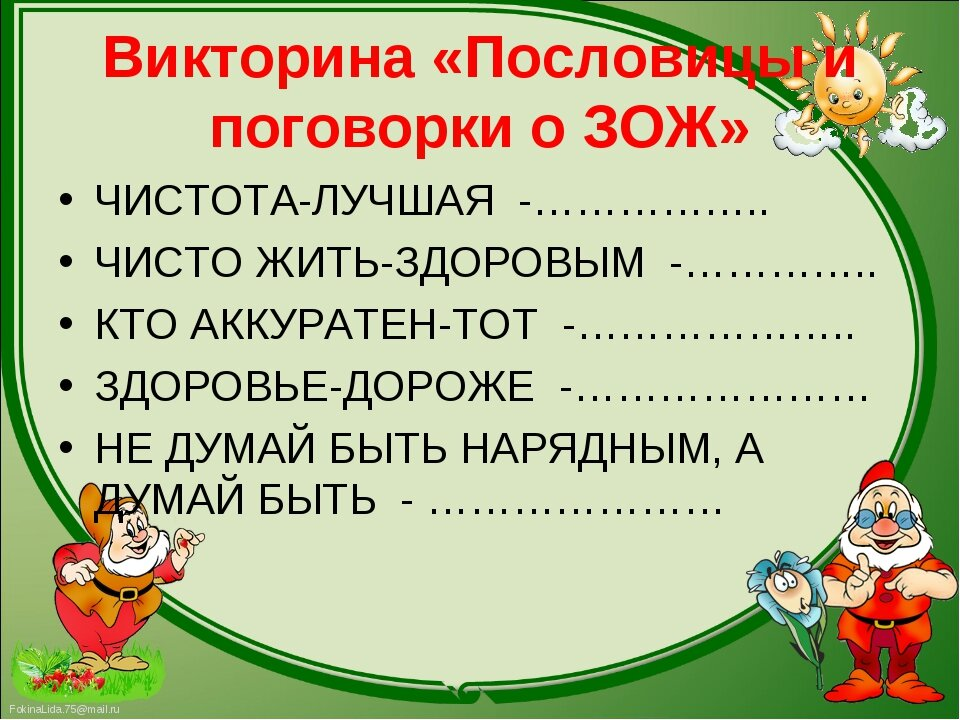 Викторина «Пословицы и
поговорки о ЗОЖ»
• ЧИСТОТА-ЛУЧШАЯ -……………..
• ЧИСТО ЖИТЬ-ЗДОРОВЫМ -…………..
• КТО АККУРАТЕН-ТОТ -………………..
• ЗДОРОВЬЕ-ДОРОЖЕ -…………………
• НЕ ДУМАЙ БЫТЬ НАРЯДНЫМ, А
ДУМАЙ БЫТЬ - …………………
FokinaLida.75@mail.ru